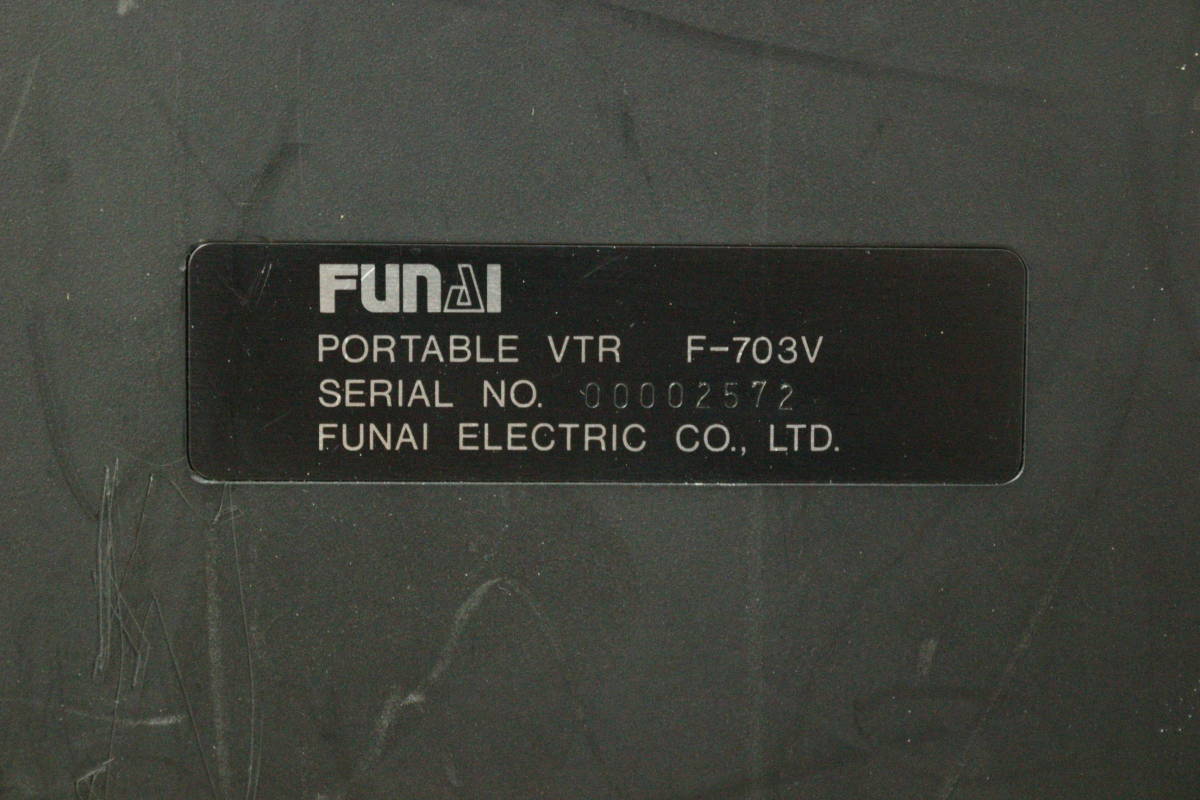 FUNAI
PORTABLE VTR F-703V
SERIAL NO. 00002572
FUNAI ELECTRIC CO., LTD.